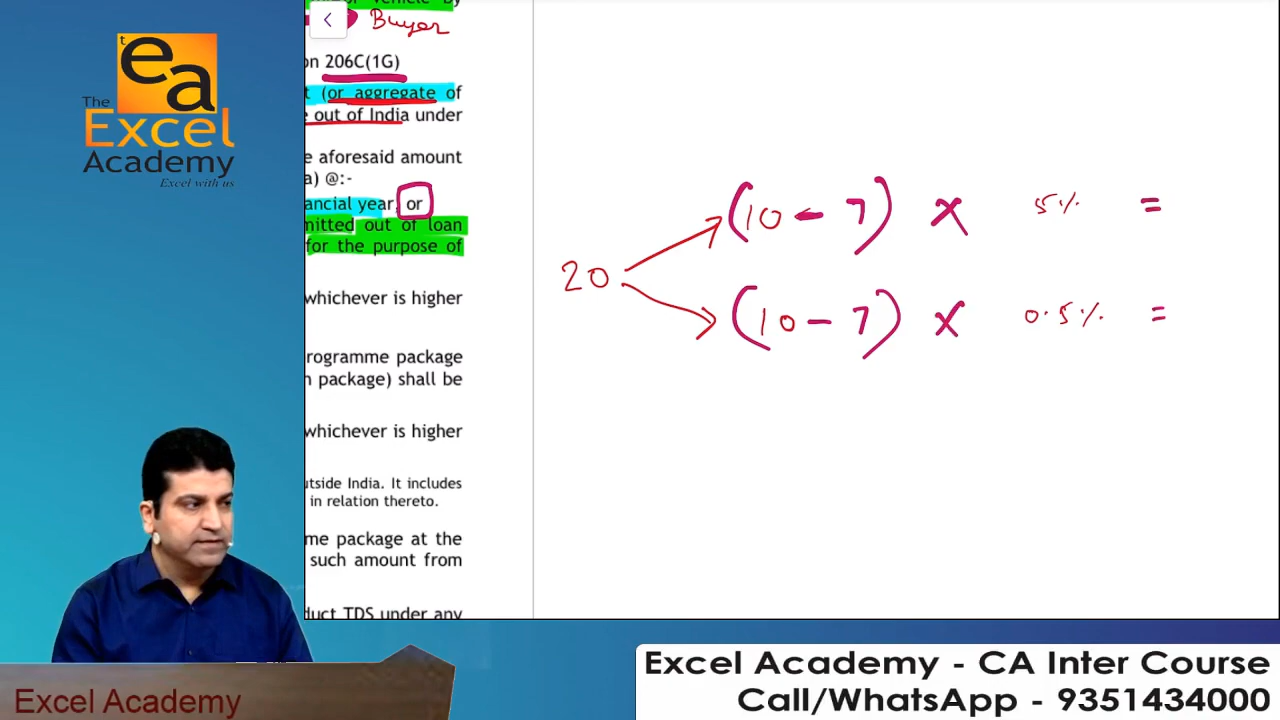 Buyer
t
ea
The
Excel
Academy
Excel with us
on 206C(1G)
t (or aggregate of
e out of India under
e aforesaid amount
a) @:-
ancial year, or
mitted out of loan
for the purpose of
whichever is higher
rogramme package
n package) shall be
whichever is higher
utside India. It includes
in relation thereto.
me package at the
such amount from
duct TDS under any
20
(10 - 7) × 5% =
(10 - 7) × 0.5% =
Excel Academy
Excel Academy - CA Inter Course
Call/WhatsApp - 9351434000